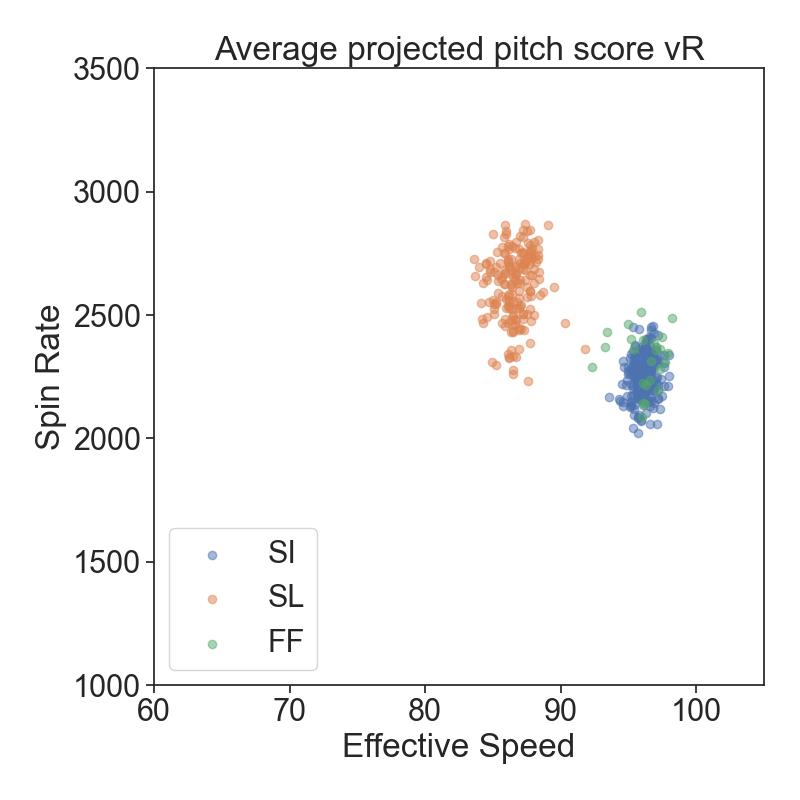 Average projected pitch score vR
3500
3000
2500
2000
1500
1000
Spin Rate
SI
SL
FF
60 70 80 90 100
Effective Speed